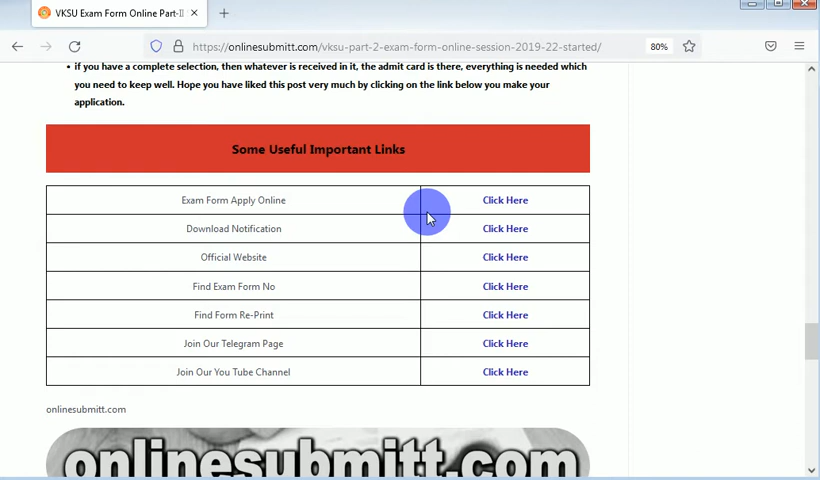 VKSU Exam Form Online Part-II
https://onlinesubmitt.com/vksu-part-2-exam-form-online-session-2019-22-started/
80%
if you have a complete selection, then whatever is received in it, the admit card is there, everything is needed which
you need to keep well. Hope you have liked this post very much by clicking on the link below you make your
application.
Some Useful Important Links
Exam Form Apply Online Click Here
Download Notification Click Here
Official Website Click Here
Find Exam Form No Click Here
Find Form Re-Print Click Here
Join Our Telegram Page Click Here
Join Our You Tube Channel Click Here
onlinesubmitt.com
onlinesubmitt.com